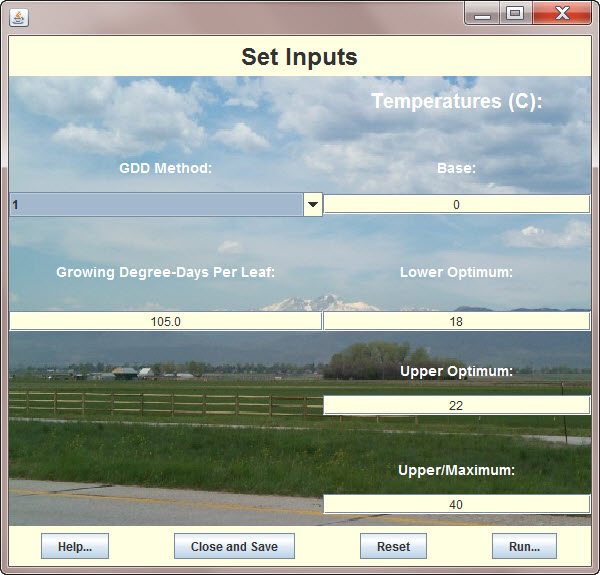 Set Inputs
Temperatures (C):
GDD Method:
Base:
1
0
Growing Degree-Days Per Leaf:
Lower Optimum:
105.0
18
Upper Optimum:
22
Upper/Maximum:
40
Help...
Close and Save
Reset
Run...